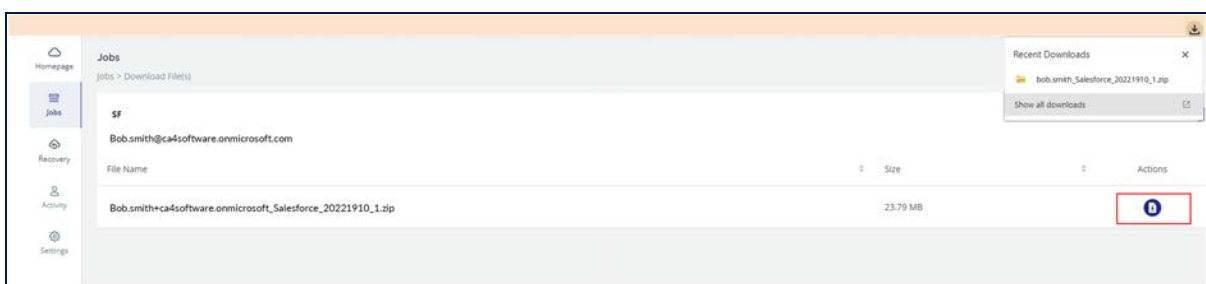 Homepage
Jobs
Recovery
Activity
Settings
Jobs
Jobs > Download File(s)
Recent Downloads
bob.smith_Salesforce_20221910_1.zip
Show all downloads
SF
Bob.smith@ca4software.onmicrosoft.com
File Name Size Actions
Bob.smith+ca4software.onmicrosoft_Salesforce_20221910_1.zip 23.79 MB